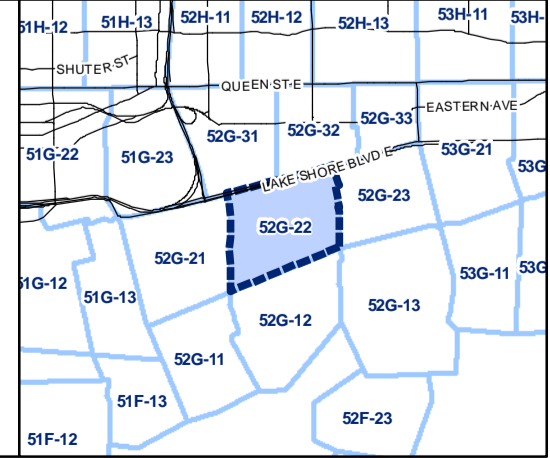 51H-12
51H-13
52H-11
52H-12
52H-13
53H-11
53H-
SHUTER ST
QUEEN ST E
EASTERN AVE
51G-22
51G-23
52G-31
52G-32
52G-33
53G-21
53G
LAKE SHORE BLVD E
52G-23
52G-22
52G-21
51G-12
51G-13
52G-12
52G-13
53G-11
53G
52G-11
51F-13
52F-23
51F-12